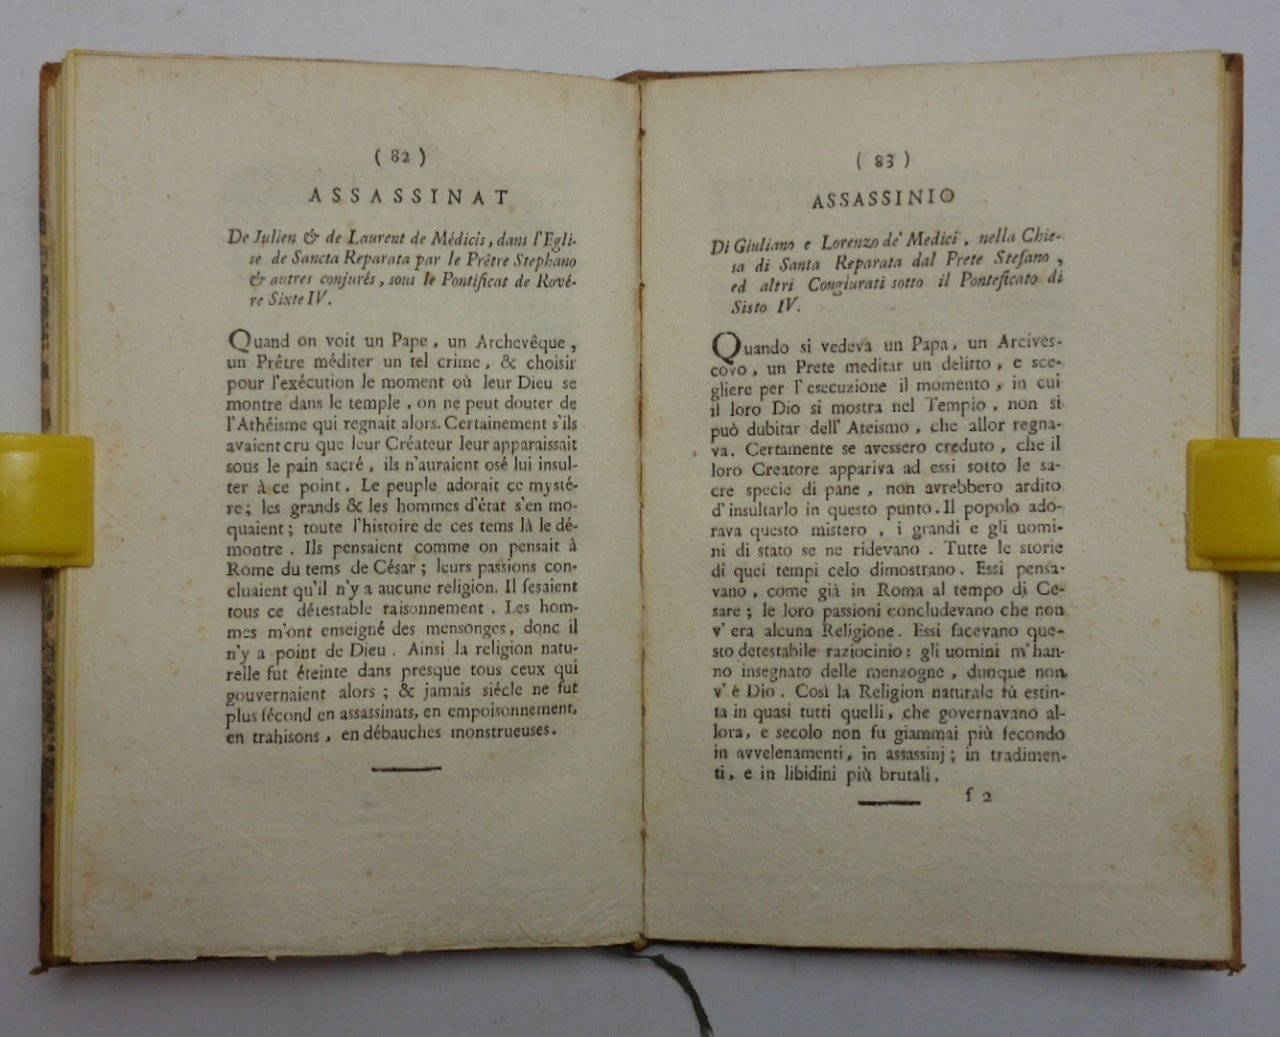 ( 82 )
ASSASSINAT
De Julien & de Laurent de Médicis, dans l'Egli-
se de Sancta Reparata par le Prêtre Stephano
& autres conjurés, sous le Pontificat de Rové-
re Sixte IV.
Quand on voit un Pape, un Archevêque,
un Prêtre méditer un tel crime, & choisir
pour l'exécution le moment où leur Dieu se
montre dans le temple, on ne peut douter de
l'Athéisme qui regnait alors. Certainement s'ils
avaient cru que leur Créateur leur apparaissait
sous le pain sacré, ils n'auraient osé lui insul-
ter à ce point. Le peuple adorait ce mysté-
re; les grands & les hommes d'état s'en mo-
quaient; toute l'histoire de ces tems là le dé-
montre. Ils pensaient comme on pensait à
Rome du tems de César; leurs passions con-
cluaient qu'il n'y a aucune religion. Il fesaient
tous ce détestable raisonnement. Les hom-
mes m'ont enseigné des mensonges, donc il
n'y a point de Dieu. Ainsi la religion natu-
relle fut éteinte dans presque tous ceux qui
gouvernaient alors; & jamais siécle ne fut
plus fécond en assassinats, en empoisonnement,
en trahisons, en débauches monstrueuses.
( 83 )
ASSASSINIO
Di Giuliano e Lorenzo de' Medici, nella Chie-
sa di Santa Reparata dal Prete Stefano,
ed altri Congiurati sotto il Ponteficato di
Sisto IV.
Quando si vedeva un Papa, un Arcives-
covo, un Prete meditar un delitto, e sce-
gliere per l'esecuzione il momento, in cui
il loro Dio si mostra nel Tempio, non si
può dubitar dell'Ateismo, che allor regna-
va. Certamente se avessero creduto, che il
loro Creatore appariva ad essi sotto le sa-
cre specie di pane, non avrebbero ardito
d'insultarlo in questo punto. Il popolo ado-
rava questo mistero, i grandi e gli uomi-
ni di stato se ne ridevano. Tutte le storie
di quei tempi celo dimostrano. Essi pensa-
vano, come già in Roma al tempo di Ce-
sare; le loro passioni concludevano che non
v'era alcuna Religione. Essi facevano que-
sto detestabile raziocinio: gli uomini m'han-
no insegnato delle menzogne, dunque non
v'è Dio. Così la Religion naturale fù estin-
ta in quasi tutti quelli, che governavano al-
lora, e secolo non fu giammai più fecondo
in avvelenamenti, in assassinj; in tradimen-
ti, e in libidini più brutali.
f 2